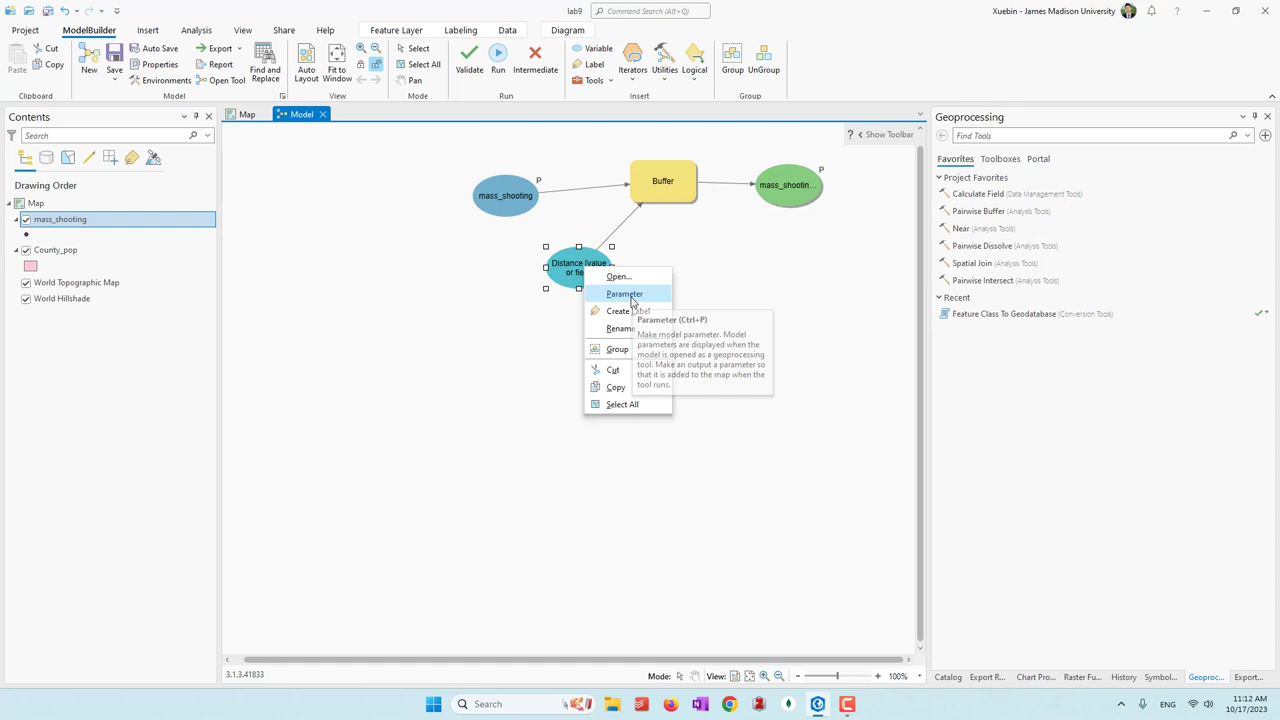 lab9
Command Search (Alt+Q)
Xuebin - James Madison University
Project
ModelBuilder
Insert
Analysis
View
Share
Help
Feature Layer
Labeling
Data
Diagram
Paste
Cut
Copy
Clipboard
New
Save
Auto Save
Properties
Environments
Export
Report
Open Tool
Model
Find and
Replace
Auto
Layout
Fit to
Window
View
Select
Select All
Pan
Mode
Validate
Run
Intermediate
Run
Variable
Label
Tools
Iterators
Utilities
Logical
Insert
Group
UnGroup
Group
Contents
Search
Drawing Order
Map
mass_shooting
County_pop
World Topographic Map
World Hillshade
Map
Model
Show Toolbar
mass_shooting
P
Buffer
mass_shootin...
P
Distance [value
or fie
Open...
Parameter
Create Label
Rename
Group
Cut
Copy
Select All
Parameter (Ctrl+P)
Make model parameter. Model
parameters are displayed when the
model is opened as a geoprocessing
tool. Make an output a parameter so
that it is added to the map when the
tool runs.
Geoprocessing
Find Tools
Favorites
Toolboxes
Portal
Project Favorites
Calculate Field (Data Management Tools)
Pairwise Buffer (Analysis Tools)
Near (Analysis Tools)
Pairwise Dissolve (Analysis Tools)
Spatial Join (Analysis Tools)
Pairwise Intersect (Analysis Tools)
Recent
Feature Class To Geodatabase (Conversion Tools)
3.1.3.41833
Mode:
View:
100%
Catalog
Export R...
Chart Pro...
Raster Fu...
History
Symbol...
Geoproc...
Export...
Search
ENG
11:12 AM
10/17/2023